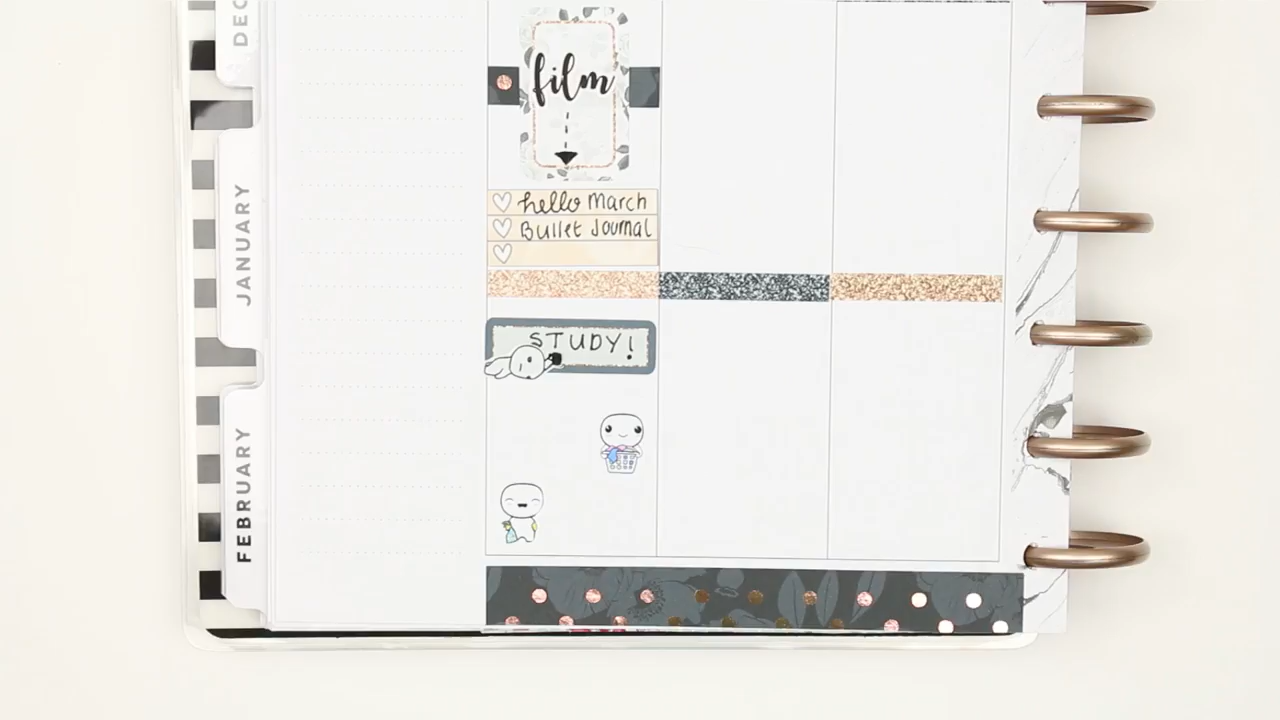 DEC
JANUARY
FEBRUARY
film
hello March
Bullet Journal
STUDY!